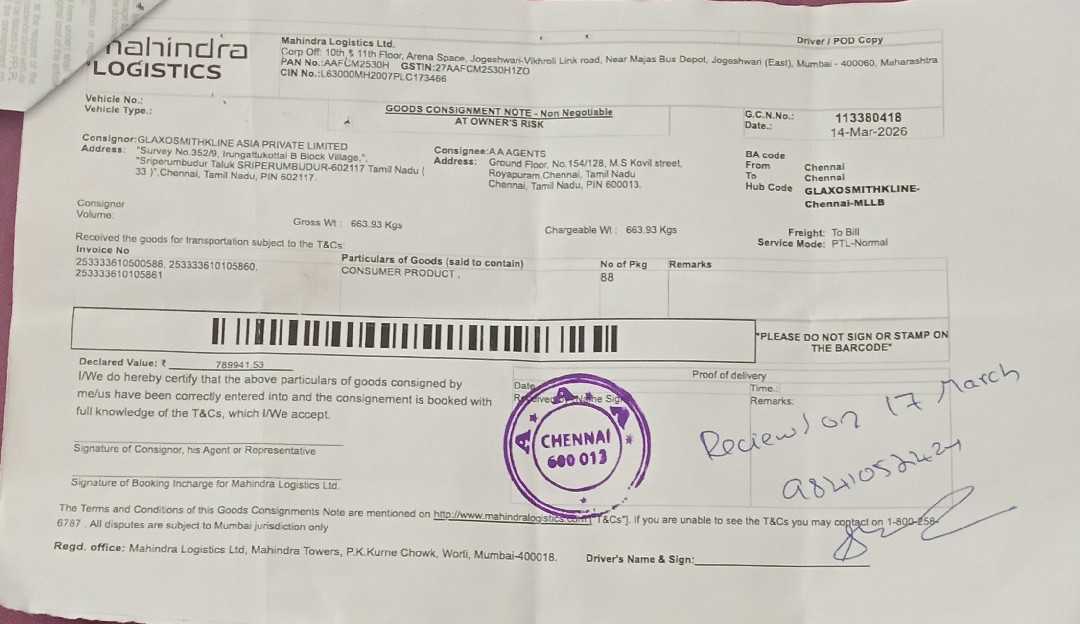 mahindra
LOGISTICS
Mahindra Logistics Ltd.
Corp Off: 10th & 11th Floor, Arena Space, Jogeshwari-Vikhroli Link road, Near Majas Bus Depot, Jogeshwari (East), Mumbai - 400060, Maharashtra
PAN No.:AAFCM2530H GSTIN:27AAFCM2530H1ZO
CIN No.:L63000MH2007PLC173466
Driver / POD Copy
Vehicle No.:
Vehicle Type.:
GOODS CONSIGNMENT NOTE - Non Negotiable
AT OWNER'S RISK
G.C.N.No.: 113380418
Date.: 14-Mar-2026
Consignor:GLAXOSMITHKLINE ASIA PRIVATE LIMITED
Address: "Survey No.352/9, Irungattukottai B Block Village,",
"Sriperumbudur Taluk SRIPERUMBUDUR-602117 Tamil Nadu (
33 )",Chennai, Tamil Nadu, PIN 602117.
Consignee:AA AGENTS
Address: Ground Floor, No.154/128, M.S Kovil street,
Royapuram,Chennai, Tamil Nadu
Chennai, Tamil Nadu, PIN 600013.
BA code
From Chennai
To Chennai
Hub Code GLAXOSMITHKLINE-
Chennai-MLLB
Consignor
Volume:
Gross Wt : 663.93 Kgs
Chargeable Wt : 663.93 Kgs
Freight: To Bill
Service Mode: PTL-Normal
Received the goods for transportation subject to the T&Cs:
Invoice No
253333610500586, 253333610105860,
253333610105861
Particulars of Goods (said to contain)
CONSUMER PRODUCT ,
No of Pkg
88
Remarks
"PLEASE DO NOT SIGN OR STAMP ON
THE BARCODE"
Declared Value: ₹ 789941.53
I/We do hereby certify that the above particulars of goods consigned by
me/us have been correctly entered into and the consignement is booked with
full knowledge of the T&Cs, which I/We accept.
Proof of delivery
Date
Received by Name Sign
Time.:
Remarks:
CHENNAI
600 013
Recieved on 17 March
9841052424
Signature of Consignor, his Agent or Representative
Signature of Booking Incharge for Mahindra Logistics Ltd.
The Terms and Conditions of this Goods Consignments Note are mentioned on http://www.mahindralogistics.com["T&Cs"]. If you are unable to see the T&Cs you may contact on 1-800-258-
6787 . All disputes are subject to Mumbai jurisdiction only
Regd. office: Mahindra Logistics Ltd, Mahindra Towers, P.K.Kurne Chowk, Worli, Mumbai-400018.
Driver's Name & Sign: